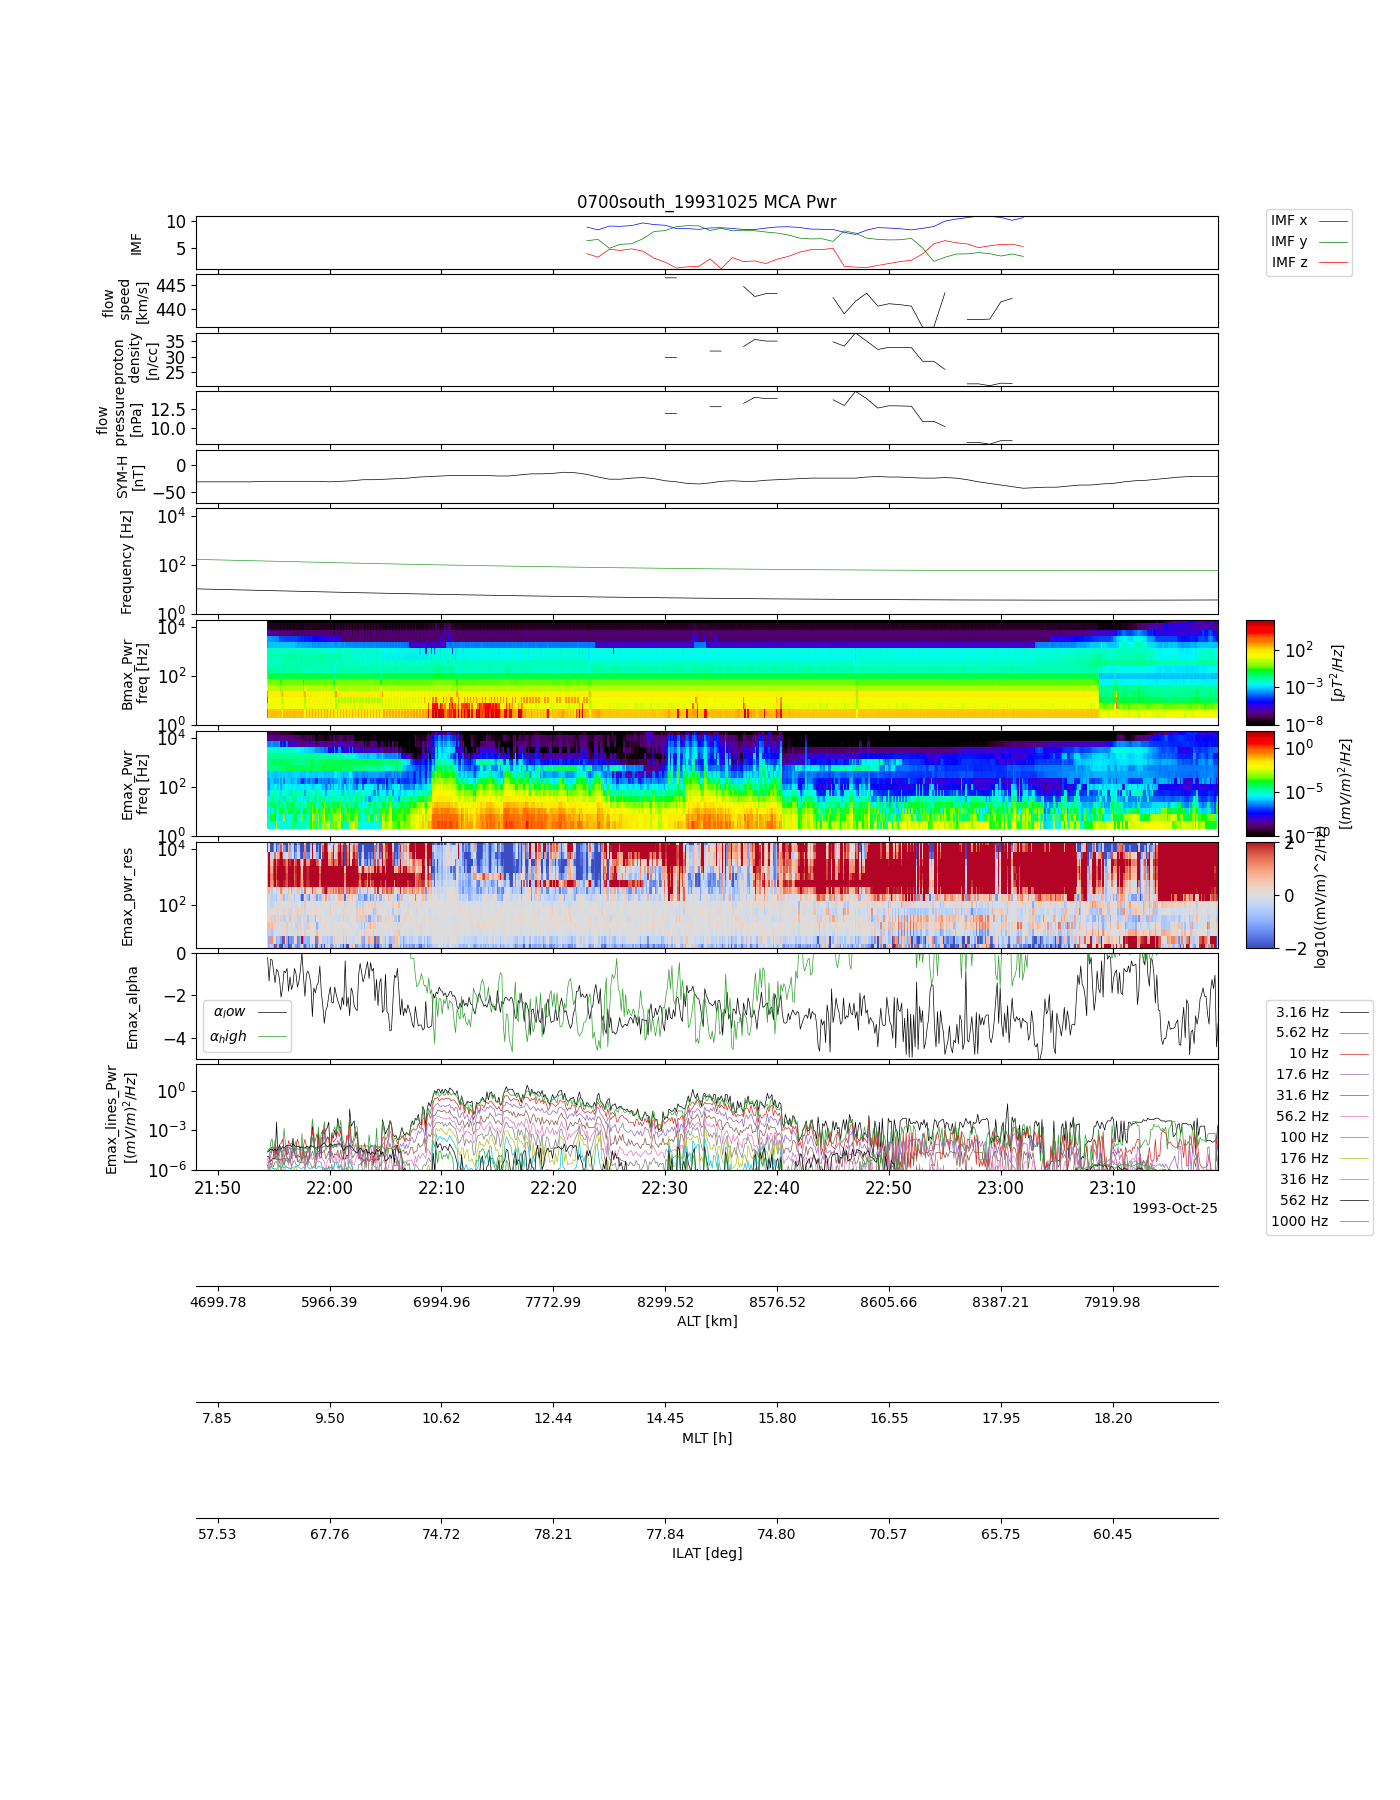 0700south_19931025 MCA Pwr
IMF
10
5
IMF x
IMF y
IMF z
flow
speed
[km/s]
445
440
proton
density
[n/cc]
35
30
25
flow
pressure
[nPa]
12.5
10.0
SYM-H
[nT]
0
−50
Frequency [Hz]
10^4
10^2
10^0
Bmax_Pwr
freq [Hz]
10^4
10^2
10^0
10^2
10^−3
10^−8
[pT^2/Hz]
Emax_Pwr
freq [Hz]
10^4
10^2
10^0
10^0
10^−5
10^−10
[(mV/m)^2/Hz]
Emax_pwr_res
10^4
10^2
2
0
−2
log10((mV/m)^2/Hz)
Emax_alpha
0
−2
−4
α_low
α_high
Emax_lines_Pwr
[(mV/m)^2/Hz]
10^0
10^−3
10^−6
3.16 Hz
5.62 Hz
10 Hz
17.6 Hz
31.6 Hz
56.2 Hz
100 Hz
176 Hz
316 Hz
562 Hz
1000 Hz
21:50 22:00 22:10 22:20 22:30 22:40 22:50 23:00 23:10
1993-Oct-25
4699.78 5966.39 6994.96 7772.99 8299.52 8576.52 8605.66 8387.21 7919.98
ALT [km]
7.85 9.50 10.62 12.44 14.45 15.80 16.55 17.95 18.20
MLT [h]
57.53 67.76 74.72 78.21 77.84 74.80 70.57 65.75 60.45
ILAT [deg]